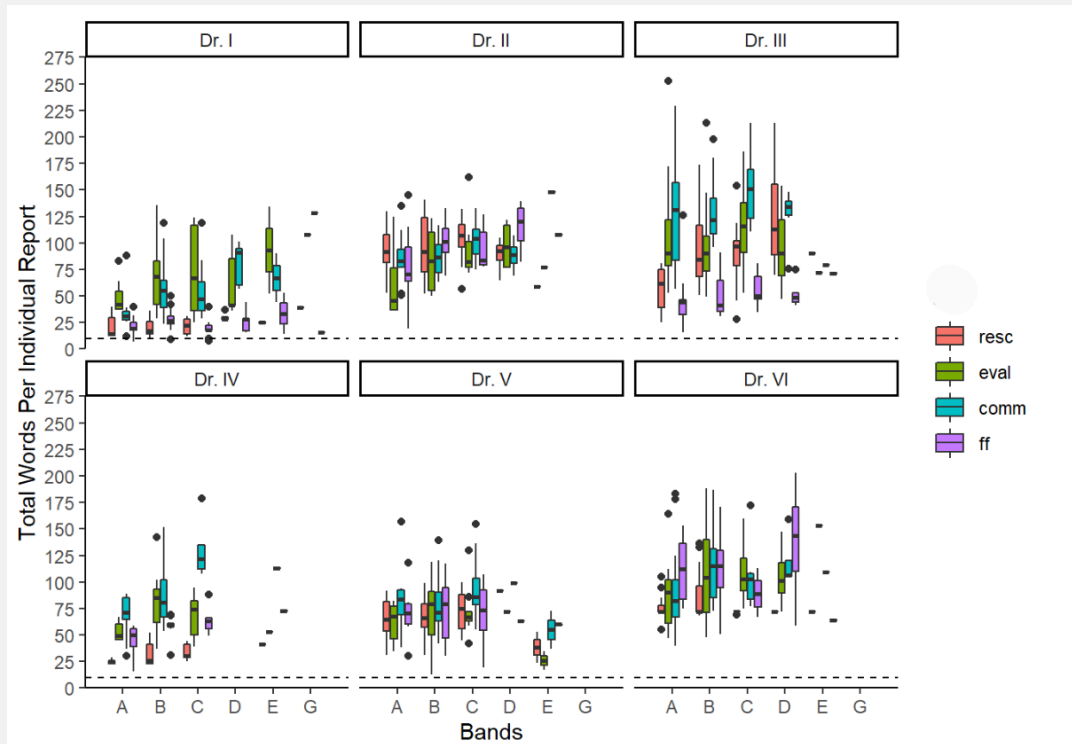 Dr. I Dr. II Dr. III
275
250
225
200
175
150
125
100
75
50
25
0
Dr. IV Dr. V Dr. VI
275
250
225
200
175
150
125
100
75
50
25
0
A B C D E G A B C D E G A B C D E G
Bands
Total Words Per Individual Report
resc
eval
comm
ff